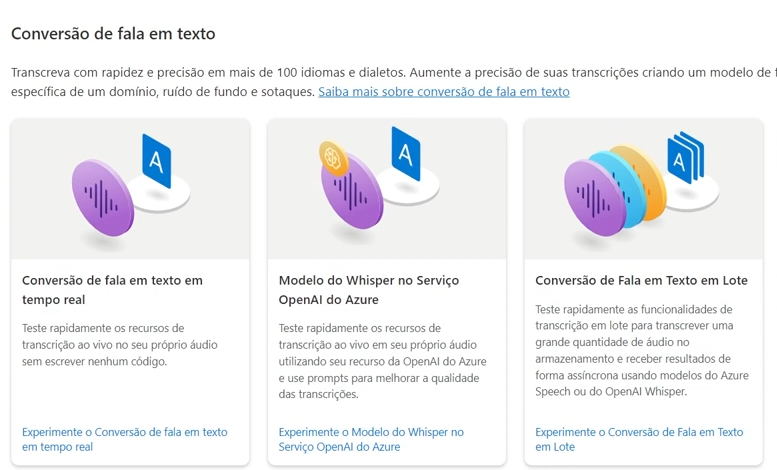 Conversão de fala em texto
Transcreva com rapidez e precisão em mais de 100 idiomas e dialetos. Aumente a precisão de suas transcrições criando um modelo de
específica de um domínio, ruído de fundo e sotaques. Saiba mais sobre conversão de fala em texto
A
A
A
Conversão de fala em texto em
tempo real
Teste rapidamente os recursos de
transcrição ao vivo no seu próprio áudio
sem escrever nenhum código.
Experimente o Conversão de fala em texto
em tempo real
Modelo do Whisper no Serviço
OpenAI do Azure
Teste rapidamente os recursos de
transcrição ao vivo em seu próprio áudio
utilizando seu recurso da OpenAI do Azure
e use prompts para melhorar a qualidade
das transcrições.
Experimente o Modelo do Whisper no
Serviço OpenAI do Azure
Conversão de Fala em Texto em Lote
Teste rapidamente as funcionalidades de
transcrição em lote para transcrever uma
grande quantidade de áudio no
armazenamento e receber resultados de
forma assíncrona usando modelos do Azure
Speech ou do OpenAI Whisper.
Experimente o Conversão de Fala em Texto
em Lote